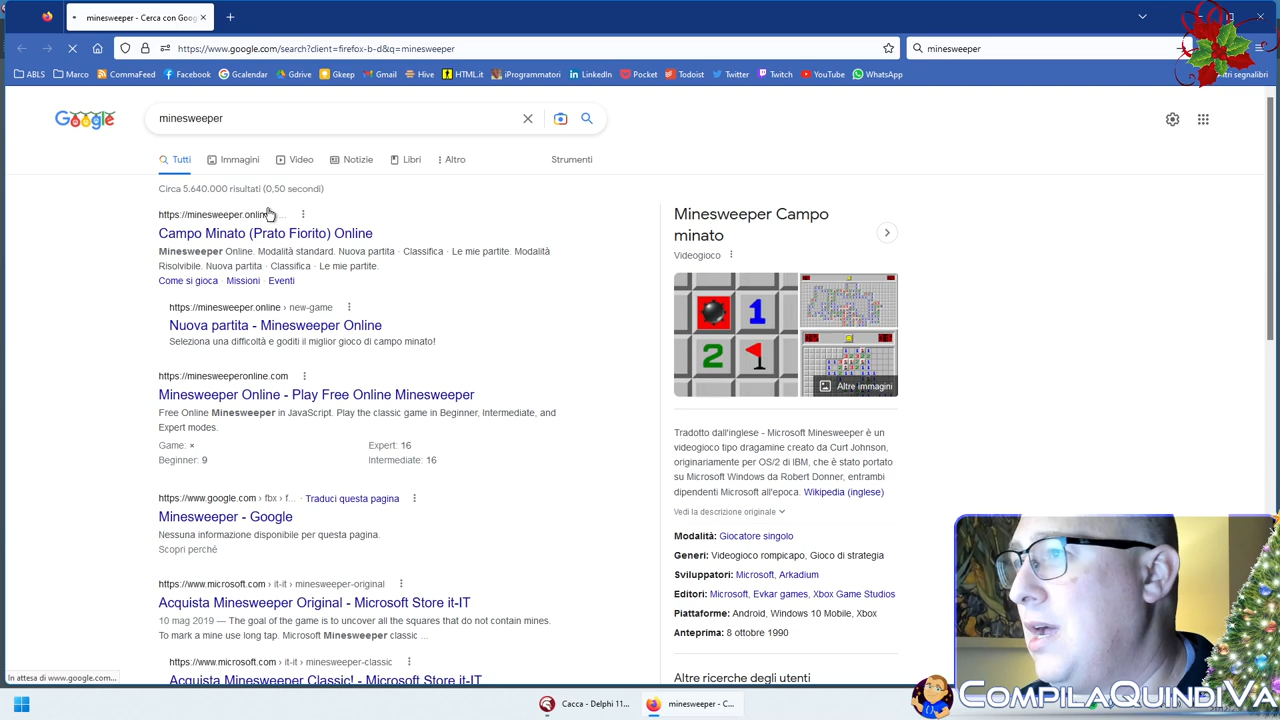 minesweeper - Cerca con Goog
https://www.google.com/search?client=firefox-b-d&q=minesweeper
minesweeper
ABLS
Marco
CommaFeed
Facebook
Gcalendar
Gdrive
Gkeep
Gmail
Hive
HTML.it
iProgrammatori
LinkedIn
Pocket
Todoist
Twitter
Twitch
YouTube
WhatsApp
Altri segnalibri
Google
minesweeper
Tutti
Immagini
Video
Notizie
Libri
Altro
Strumenti
Circa 5.640.000 risultati (0,50 secondi)
https://minesweeper.online ...
Campo Minato (Prato Fiorito) Online
Minesweeper Online. Modalità standard. Nuova partita · Classifica · Le mie partite. Modalità
Risolvibile. Nuova partita · Classifica · Le mie partite.
Come si gioca · Missioni · Eventi
https://minesweeper.online › new-game
Nuova partita - Minesweeper Online
Seleziona una difficoltà e goditi il miglior gioco di campo minato!
https://minesweeperonline.com
Minesweeper Online - Play Free Online Minesweeper
Free Online Minesweeper in JavaScript. Play the classic game in Beginner, Intermediate, and
Expert modes.
Game: ×
Expert: 16
Beginner: 9
Intermediate: 16
https://www.google.com › fbx › f... · Traduci questa pagina
Minesweeper - Google
Nessuna informazione disponibile per questa pagina.
Scopri perché
https://www.microsoft.com › it-it › minesweeper-original
Acquista Minesweeper Original - Microsoft Store it-IT
10 mag 2019 — The goal of the game is to uncover all the squares that do not contain mines.
To mark a mine use long tap. Microsoft Minesweeper classic ...
https://www.microsoft.com › it-it › minesweeper-classic
Acquista Minesweeper Classic! - Microsoft Store it-IT
Minesweeper Campo
minato
Videogioco
1
2
Altre immagini
Tradotto dall'inglese - Microsoft Minesweeper è un
videogioco tipo dragamine creato da Curt Johnson,
originariamente per OS/2 di IBM, che è stato portato
su Microsoft Windows da Robert Donner, entrambi
dipendenti Microsoft all'epoca. Wikipedia (inglese)
Vedi la descrizione originale
Modalità: Giocatore singolo
Generi: Videogioco rompicapo, Gioco di strategia
Sviluppatori: Microsoft, Arkadium
Editori: Microsoft, Evkar games, Xbox Game Studios
Piattaforme: Android, Windows 10 Mobile, Xbox
Anteprima: 8 ottobre 1990
Altre ricerche degli utenti
In attesa di www.google.com...
Cacca - Delphi 11...
minesweeper - C...
CompilaQuindiVa